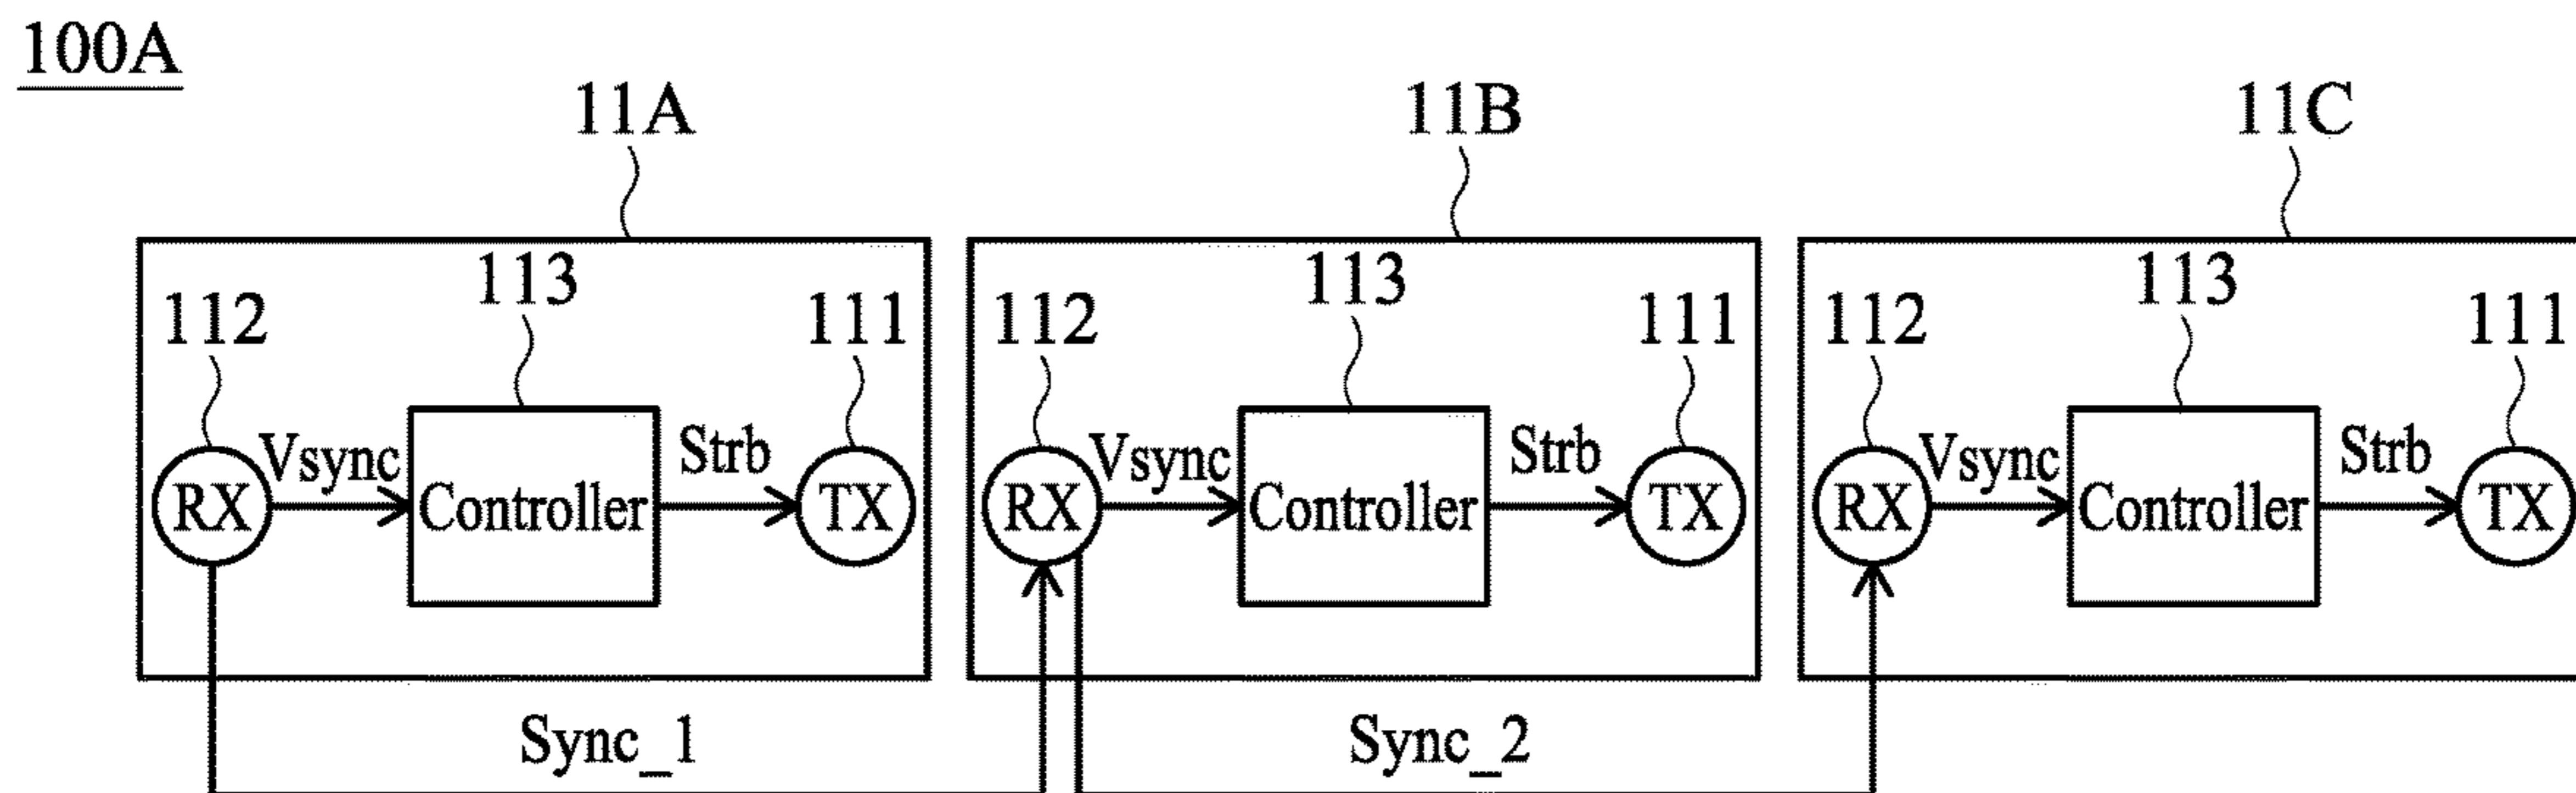 100A
11A 11B 11C
113 113 113
112 111 112 111 112 111
Vsync Strb Vsync Strb Vsync Strb
RX Controller TX RX Controller TX RX Controller TX
Sync_1 Sync_2